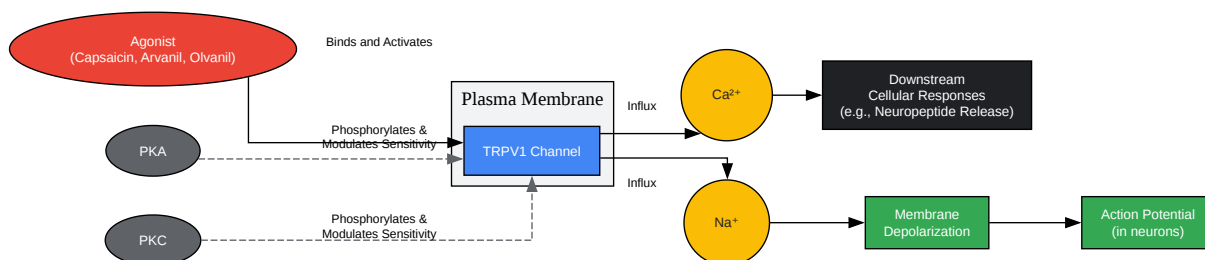 Agonist
(Capsaicin, Arvanil, Olvanil)
Binds and Activates
PKA
Phosphorylates &
Modulates Sensitivity
PKC
Phosphorylates &
Modulates Sensitivity
Plasma Membrane
TRPV1 Channel
Influx
Influx
Ca²⁺
Na⁺
Downstream
Cellular Responses
(e.g., Neuropeptide Release)
Membrane
Depolarization
Action Potential
(in neurons)